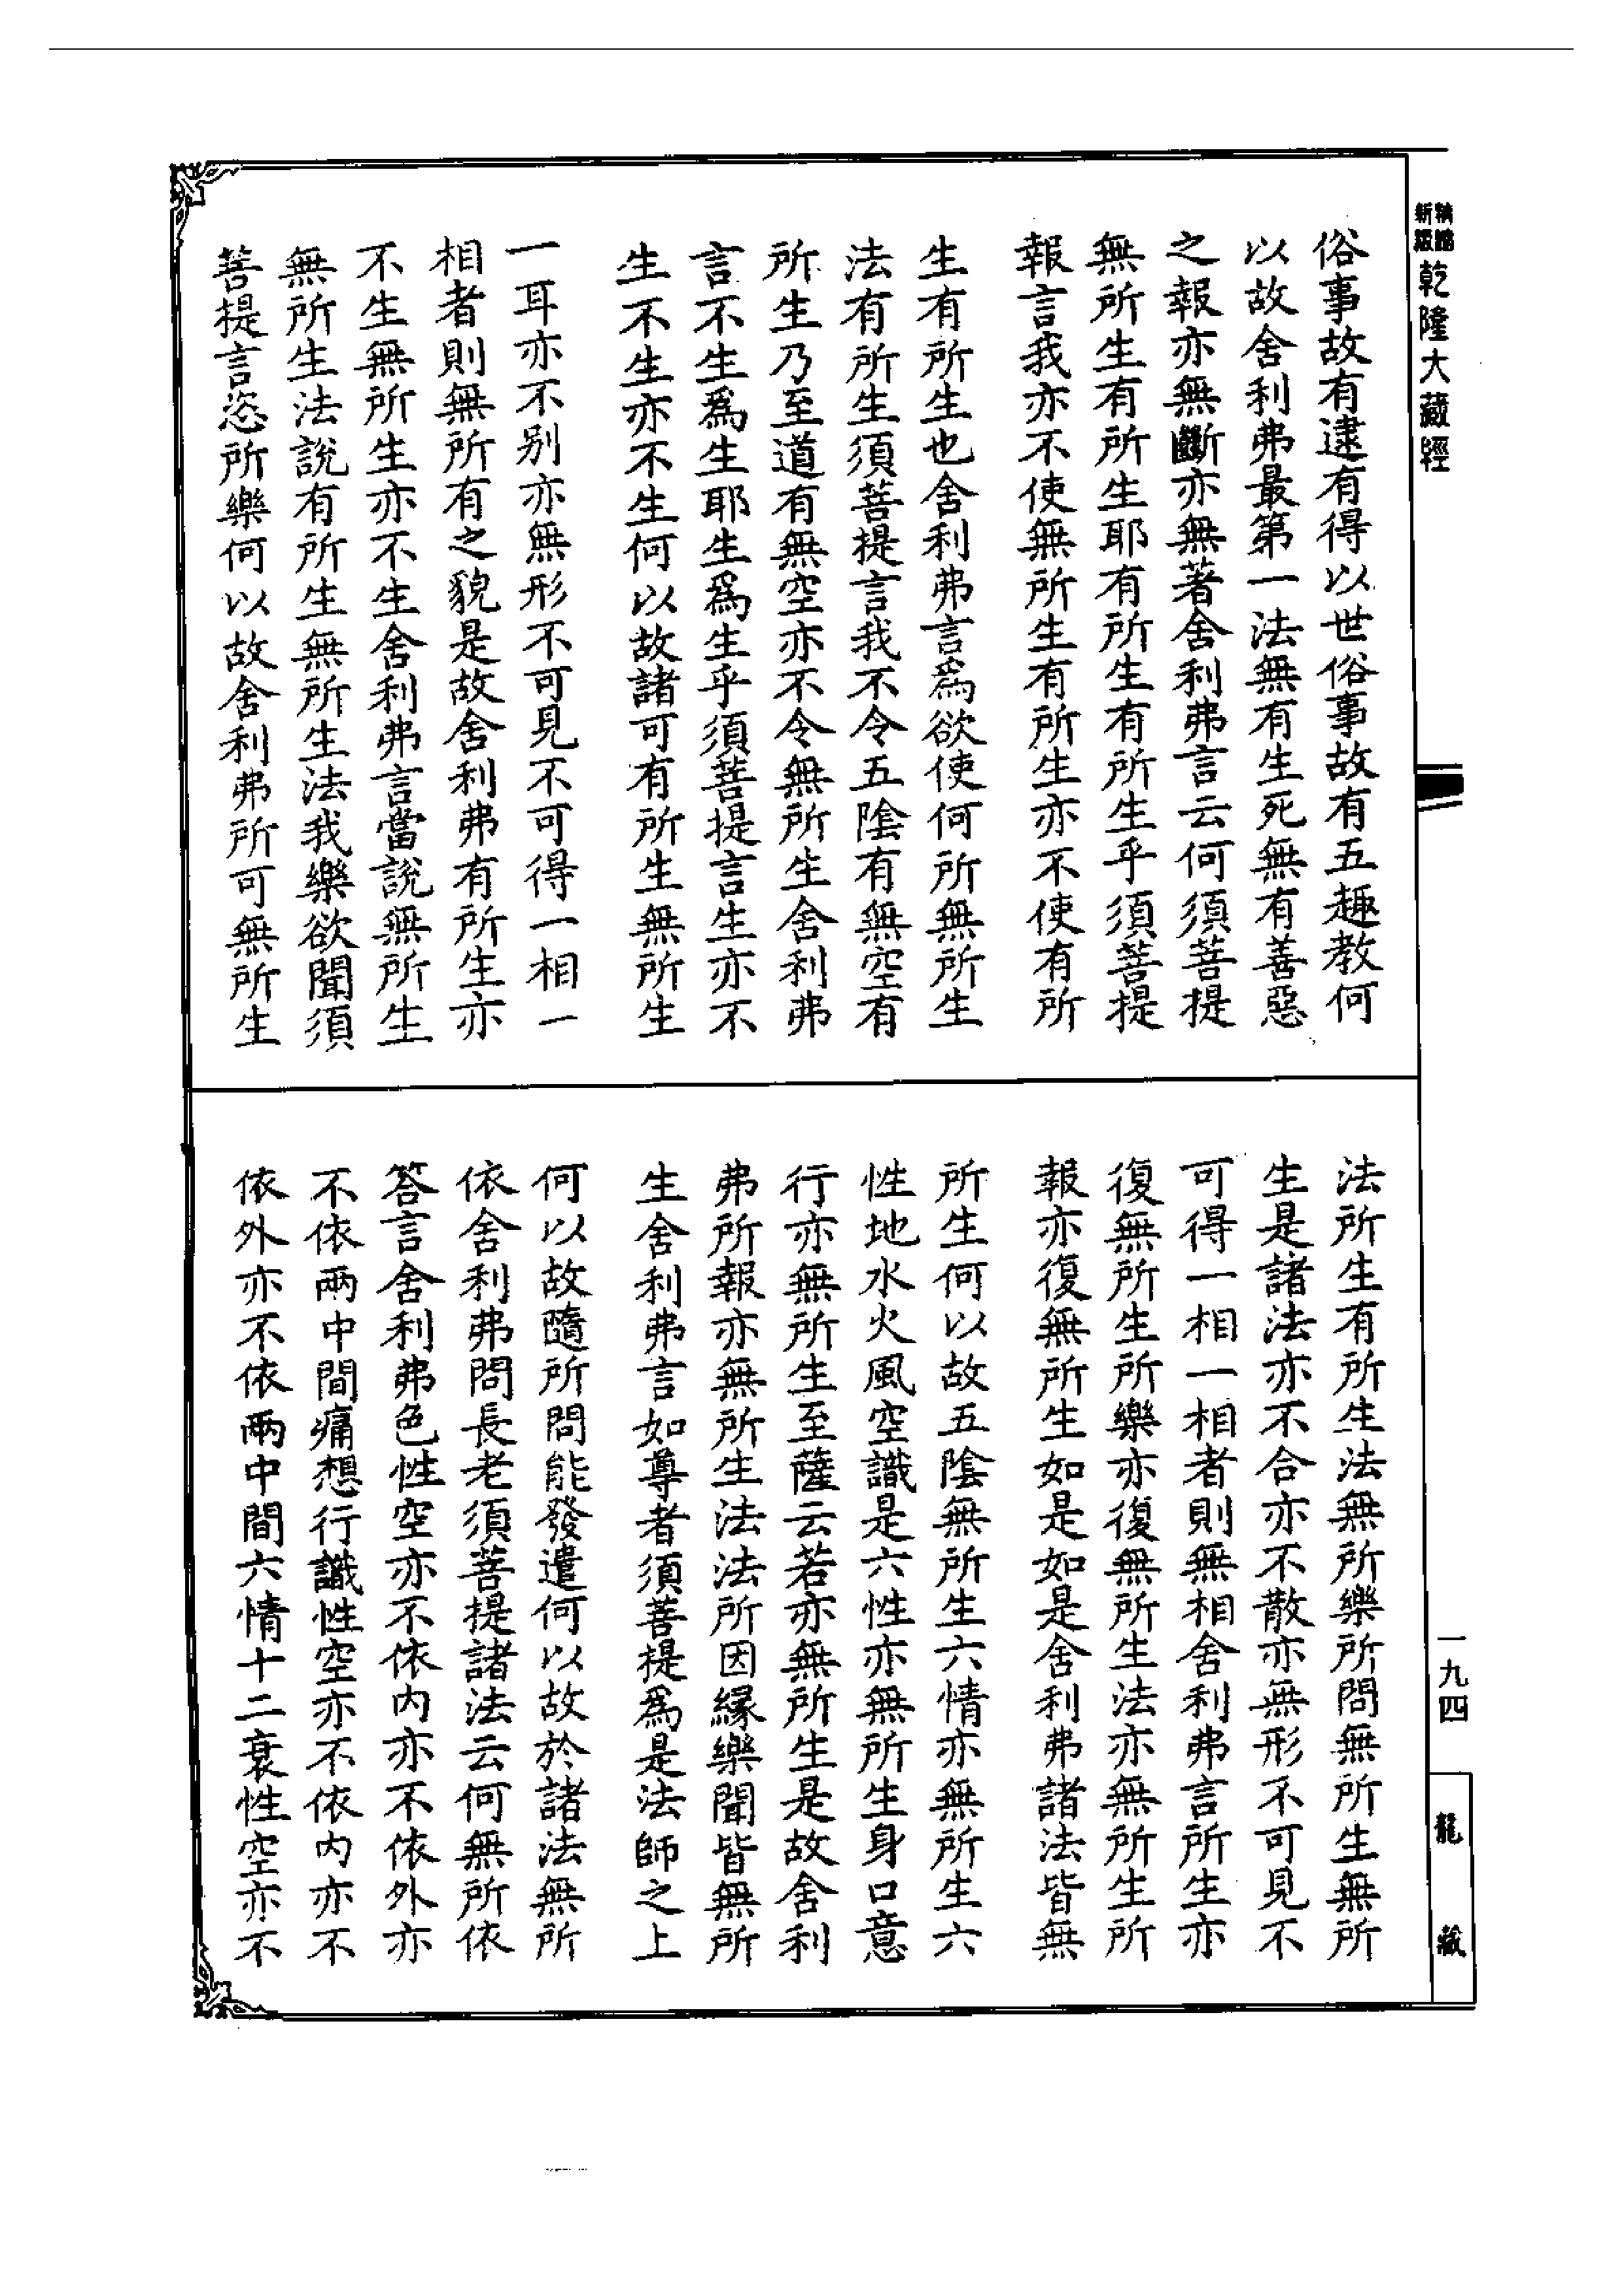 乾隆大藏經
俗事故有逮有得以世俗事故有五趣教何
以故舍利弗最第一法無有生死無有善惡
之報亦無斷亦無著舍利弗言云何須菩提
無所生有所生耶有所生有所生乎須菩提
報言我亦不使無所生有所生亦不使有所
生有所生也舍利弗言為欲使何所無所生
法有所生須菩提言我不令五陰有無空有
所生乃至道有無空亦不令無所生舍利弗
言不生爲生耶生爲生乎須菩提言生亦不
生不生亦不生何以故諸可有所生無所生
一耳亦不别亦無形不可見不可得一相一
相者則無所有之貌是故舍利弗有所生亦
不生無所生亦不生舍利弗言當說無所生
無所生法說有所生無所生法我樂欲聞須
菩提言恣所樂何以故舍利弗所可無所生
法所生有所生法無所樂所問無所生無所
生是諸法亦不合亦不散亦無形不可見不
可得一相一相者則無相舍利弗言所生亦
復無所生所樂亦復無所生法亦無所生所
報亦復無所生如是如是舍利弗諸法皆無
所生何以故五陰無所生六情亦無所生六
性地水火風空識是六性亦無所生身口意
行亦無所生至薩云若亦無所生是故舍利
弗所報亦無所生法法所因緣樂聞皆無所
生舍利弗言如尊者須菩提爲是法師之上
何以故隨所問能發遣何以故於諸法無所
依舍利弗問長老須菩提諸法云何無所依
答言舍利弗色性空亦不依内亦不依外亦
不依兩中間痛想行識性空亦不依内亦不
依外亦不依兩中間六情十二衰性空亦不
一九四
龍藏